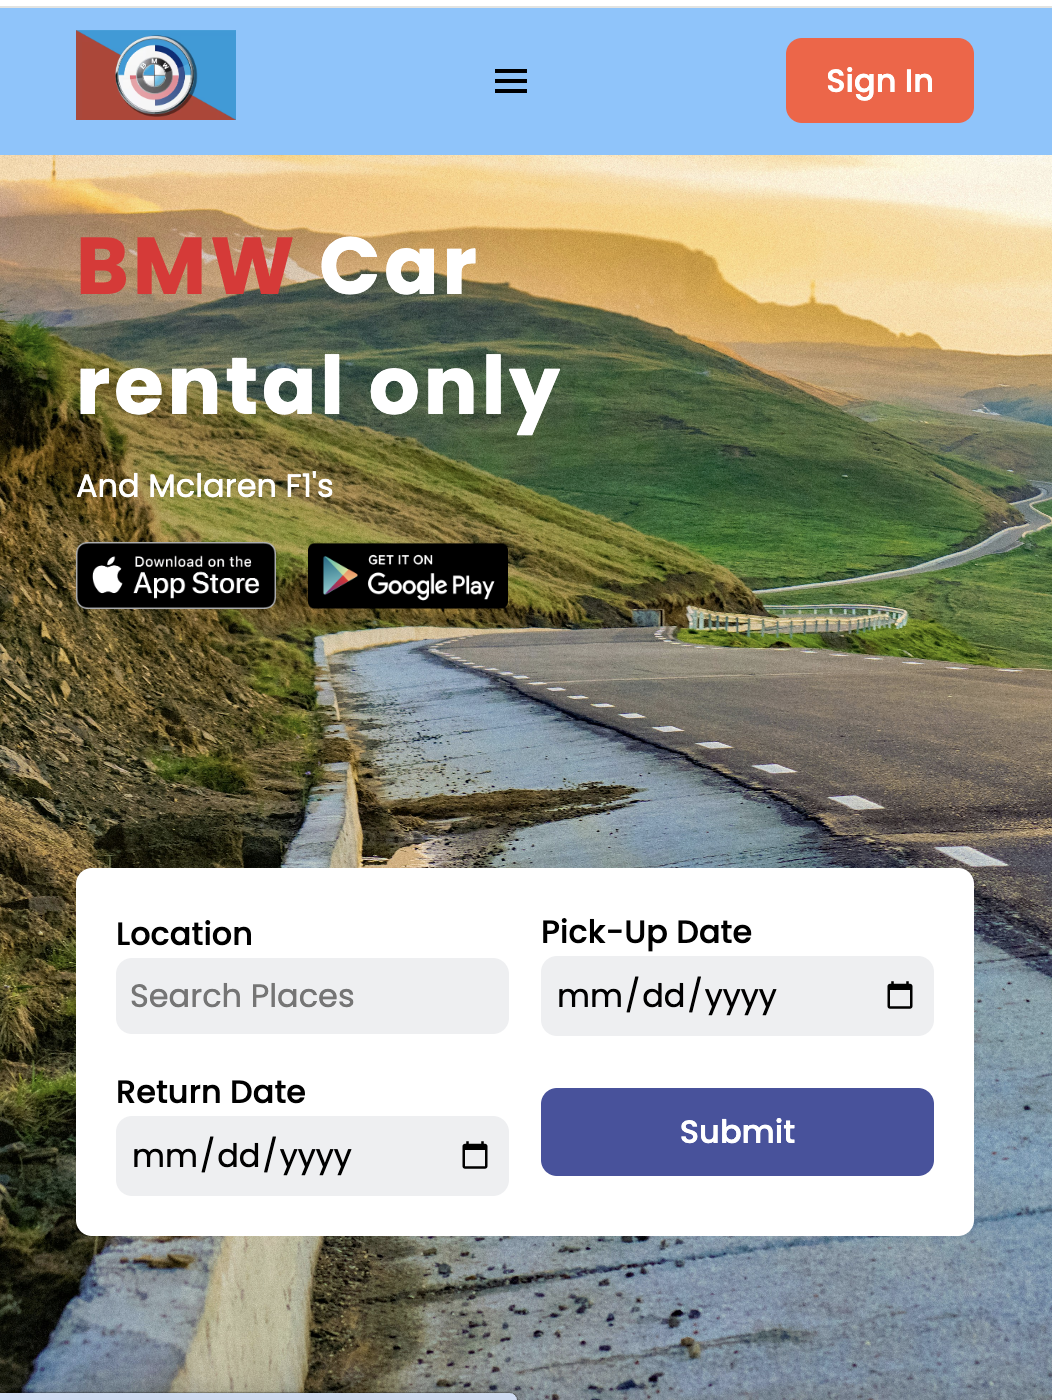 BMW
Sign In
BMW Car
rental only
And Mclaren F1's
Download on the
App Store
GET IT ON
Google Play
Location
Pick-Up Date
Search Places
mm/dd/yyyy
Return Date
mm/dd/yyyy
Submit